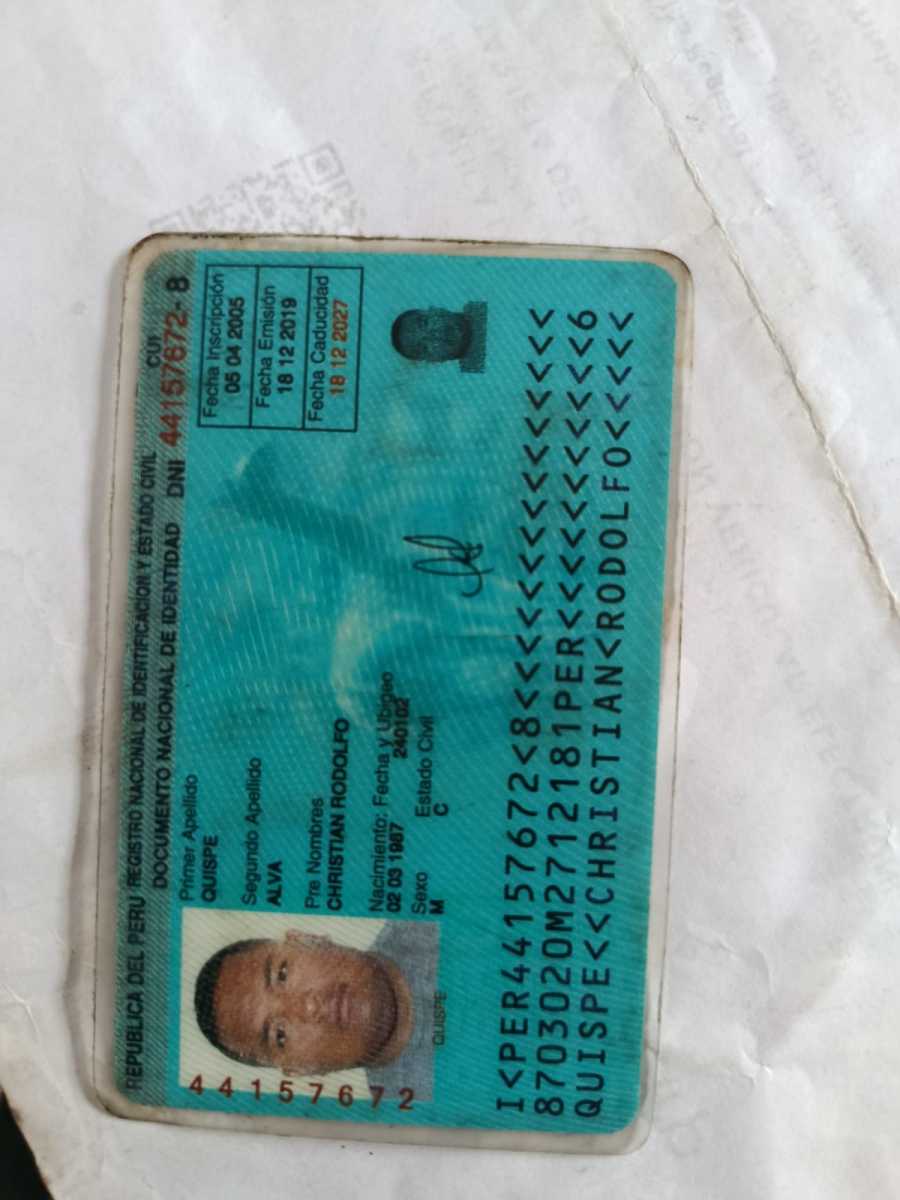 REPUBLICA DEL PERU REGISTRO NACIONAL DE IDENTIFICACION Y ESTADO CIVIL
CUI
DOCUMENTO NACIONAL DE IDENTIDAD DNI 44157672-8
Primer Apellido
QUISPE
Segundo Apellido
ALVA
Pre Nombres
CHRISTIAN RODOLFO
Nacimiento: Fecha y Ubigeo
02 03 1987 240102
Sexo Estado Civil
M C
Fecha Inscripción
05 04 2005
Fecha Emisión
18 12 2019
Fecha Caducidad
18 12 2027
44157672
QUISPE
I<PER44157672<8<<<<<<<<<<<<<<<
8703020M2712181PER<<<<<<<<<<<6
QUISPE<<CHRISTIAN<RODOLFO<<<<<